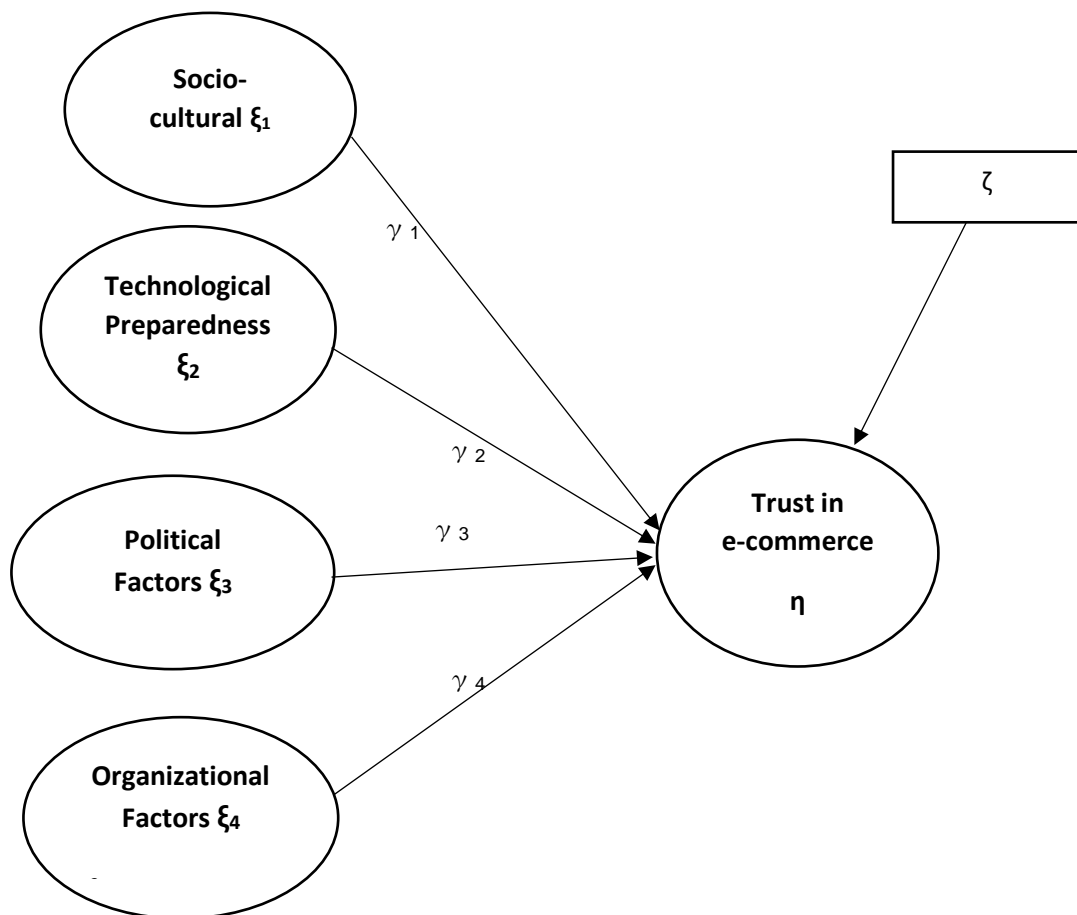 Socio-
cultural ξ₁
γ 1
ζ
Technological
Preparedness
ξ₂
γ 2
Trust in
e-commerce
η
Political
Factors ξ₃
γ 3
γ 4
Organizational
Factors ξ₄